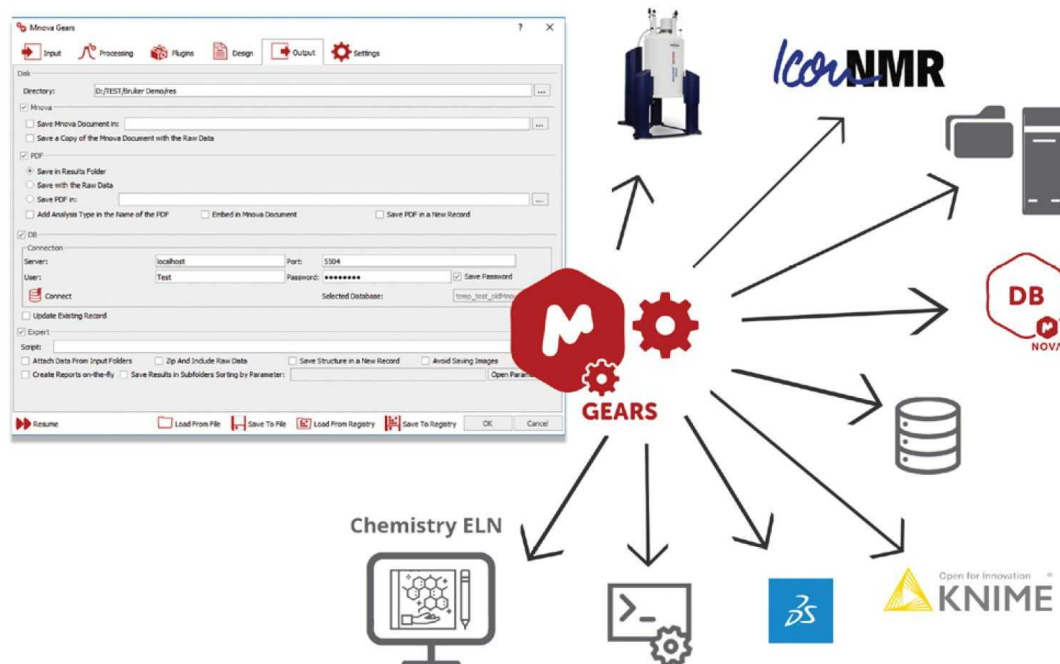 Mnova Gears
? ×
Input Processing Plugins Design Output Settings
Disk
Directory: D:/TEST/Bruker Demo/res ...
Mnova
Save Mnova Document in: ...
Save a Copy of the Mnova Document with the Raw Data
PDF
Save in Results Folder
Save with the Raw Data
Save PDF in: ...
Add Analysis Type in the Name of the PDF Embed in Mnova Document Save PDF in a New Record
DB
Connection
Server: localhost Port: 5504
User: Test Password: ●●●●●●●● Save Password
Connect Selected Database:
Update Existing Record
Expert
Script:
Attach Data From Input Folders Zip And Include Raw Data Save Structure in a New Record Avoid Saving Images
Create Reports on-the-fly Save Results in Subfolders Sorting by Parameter: Open
Resume Load From File Save To File Load From Registry Save To Registry OK Cancel
IconNMR
DB
NOVA
GEARS
Chemistry ELN
>_
3S
Open for Innovation
KNIME